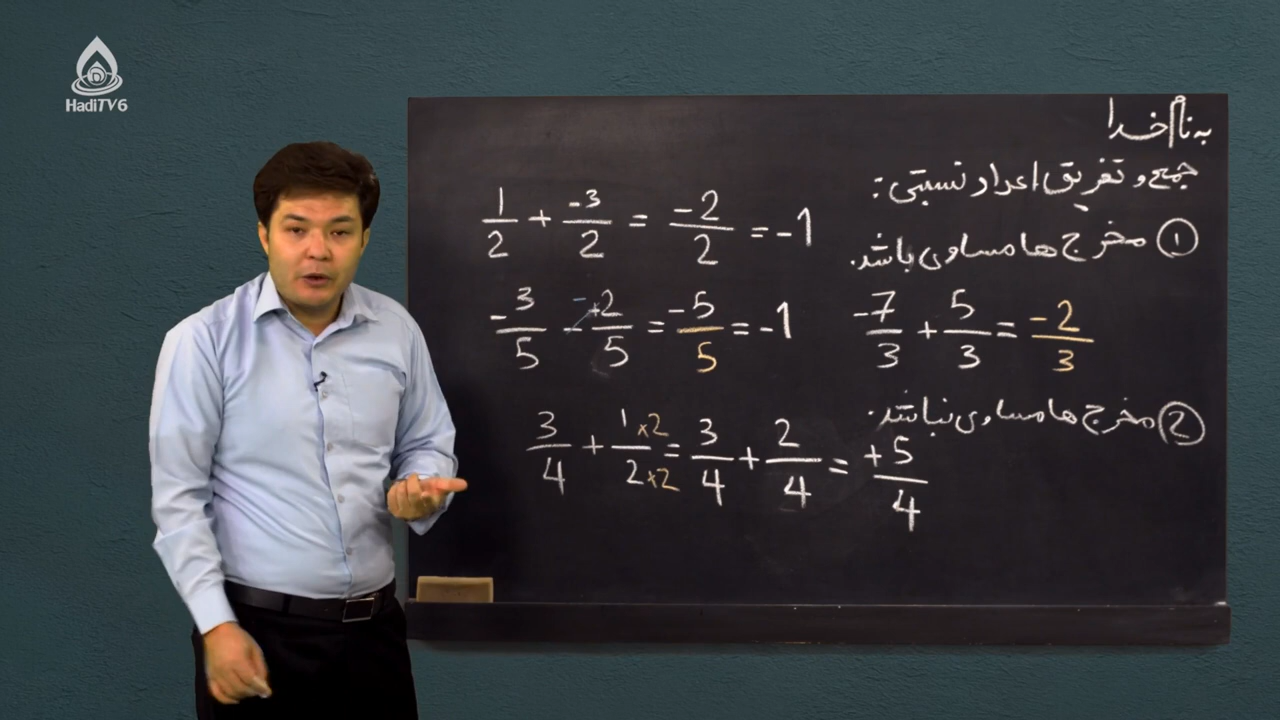 HadiTV6
به نام خدا
جمع و تفریق اعداد نسبتی:
① مخرج ها مساوی باشد.
-7/3 + 5/3 = -2/3
② مخرج ها مساوی نباشد.
1/2 + -3/2 = -2/2 = -1
-3/5 - +2/5 = -5/5 = -1
3/4 + 1×2/2×2 = 3/4 + 2/4 = +5/4